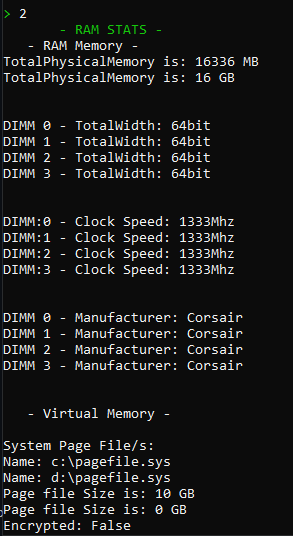 > 2
- RAM STATS -
- RAM Memory -
TotalPhysicalMemory is: 16336 MB
TotalPhysicalMemory is: 16 GB
DIMM 0 - TotalWidth: 64bit
DIMM 1 - TotalWidth: 64bit
DIMM 2 - TotalWidth: 64bit
DIMM 3 - TotalWidth: 64bit
DIMM:0 - Clock Speed: 1333Mhz
DIMM:1 - Clock Speed: 1333Mhz
DIMM:2 - Clock Speed: 1333Mhz
DIMM:3 - Clock Speed: 1333Mhz
DIMM 0 - Manufacturer: Corsair
DIMM 1 - Manufacturer: Corsair
DIMM 2 - Manufacturer: Corsair
DIMM 3 - Manufacturer: Corsair
- Virtual Memory -
System Page File/s:
Name: c:\pagefile.sys
Name: d:\pagefile.sys
Page file Size is: 10 GB
Page file Size is: 0 GB
Encrypted: False